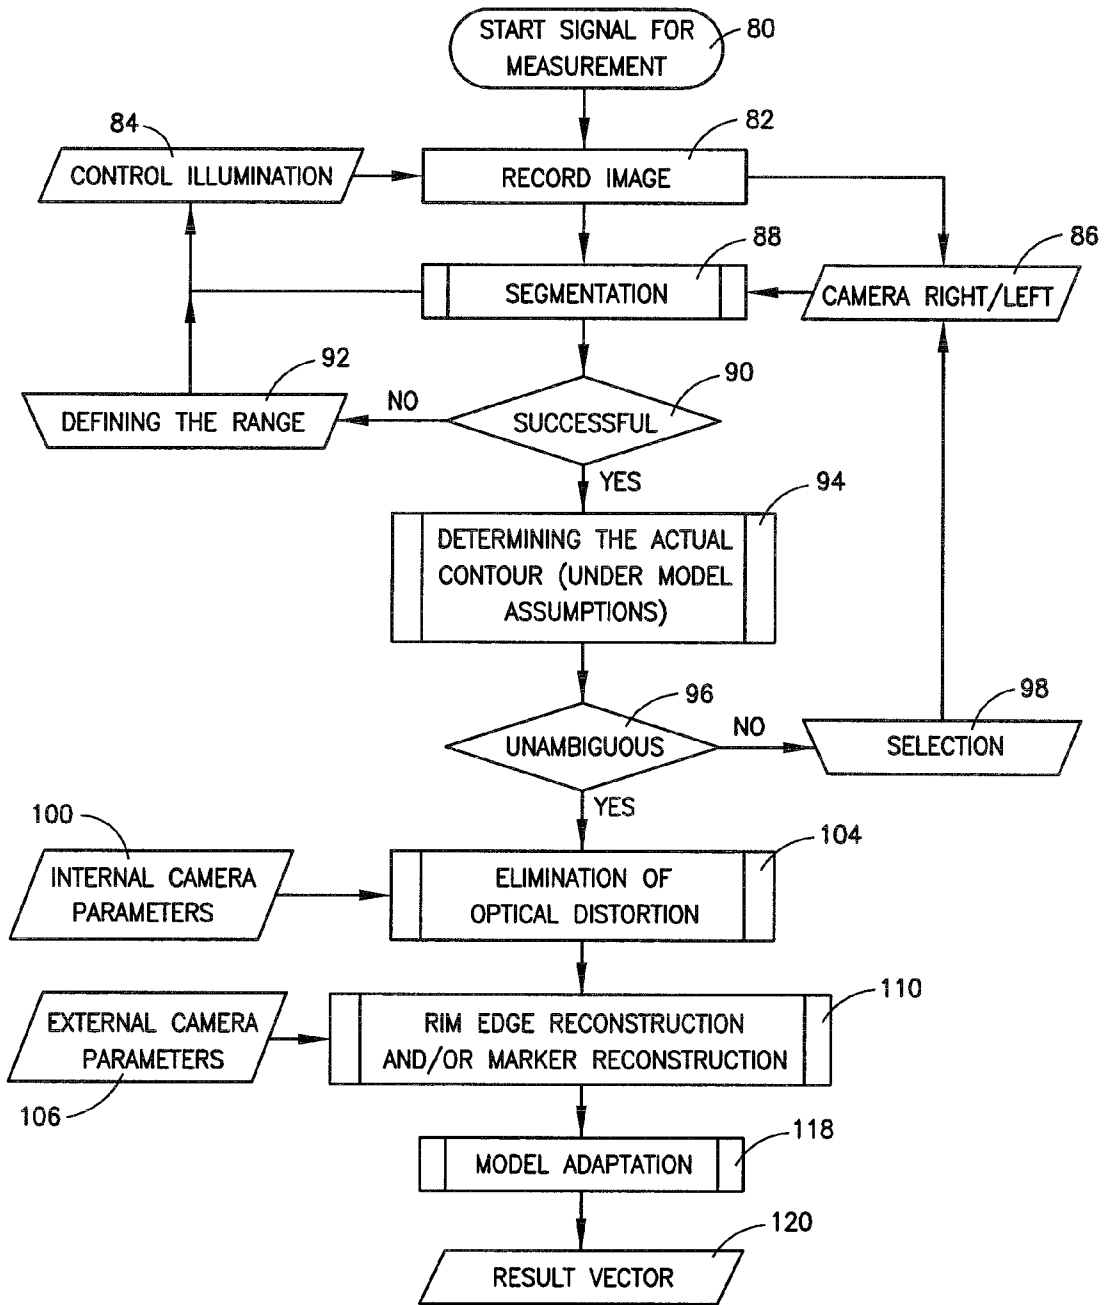 START SIGNAL FOR
MEASUREMENT
80
82
84
CONTROL ILLUMINATION
RECORD IMAGE
88
86
SEGMENTATION
CAMERA RIGHT/LEFT
92
90
DEFINING THE RANGE
NO
SUCCESSFUL
YES
94
DETERMINING THE ACTUAL
CONTOUR (UNDER MODEL
ASSUMPTIONS)
96
98
UNAMBIGUOUS
NO
SELECTION
YES
100
104
INTERNAL CAMERA
PARAMETERS
ELIMINATION OF
OPTICAL DISTORTION
110
EXTERNAL CAMERA
PARAMETERS
RIM EDGE RECONSTRUCTION
AND/OR MARKER RECONSTRUCTION
106
118
MODEL ADAPTATION
120
RESULT VECTOR